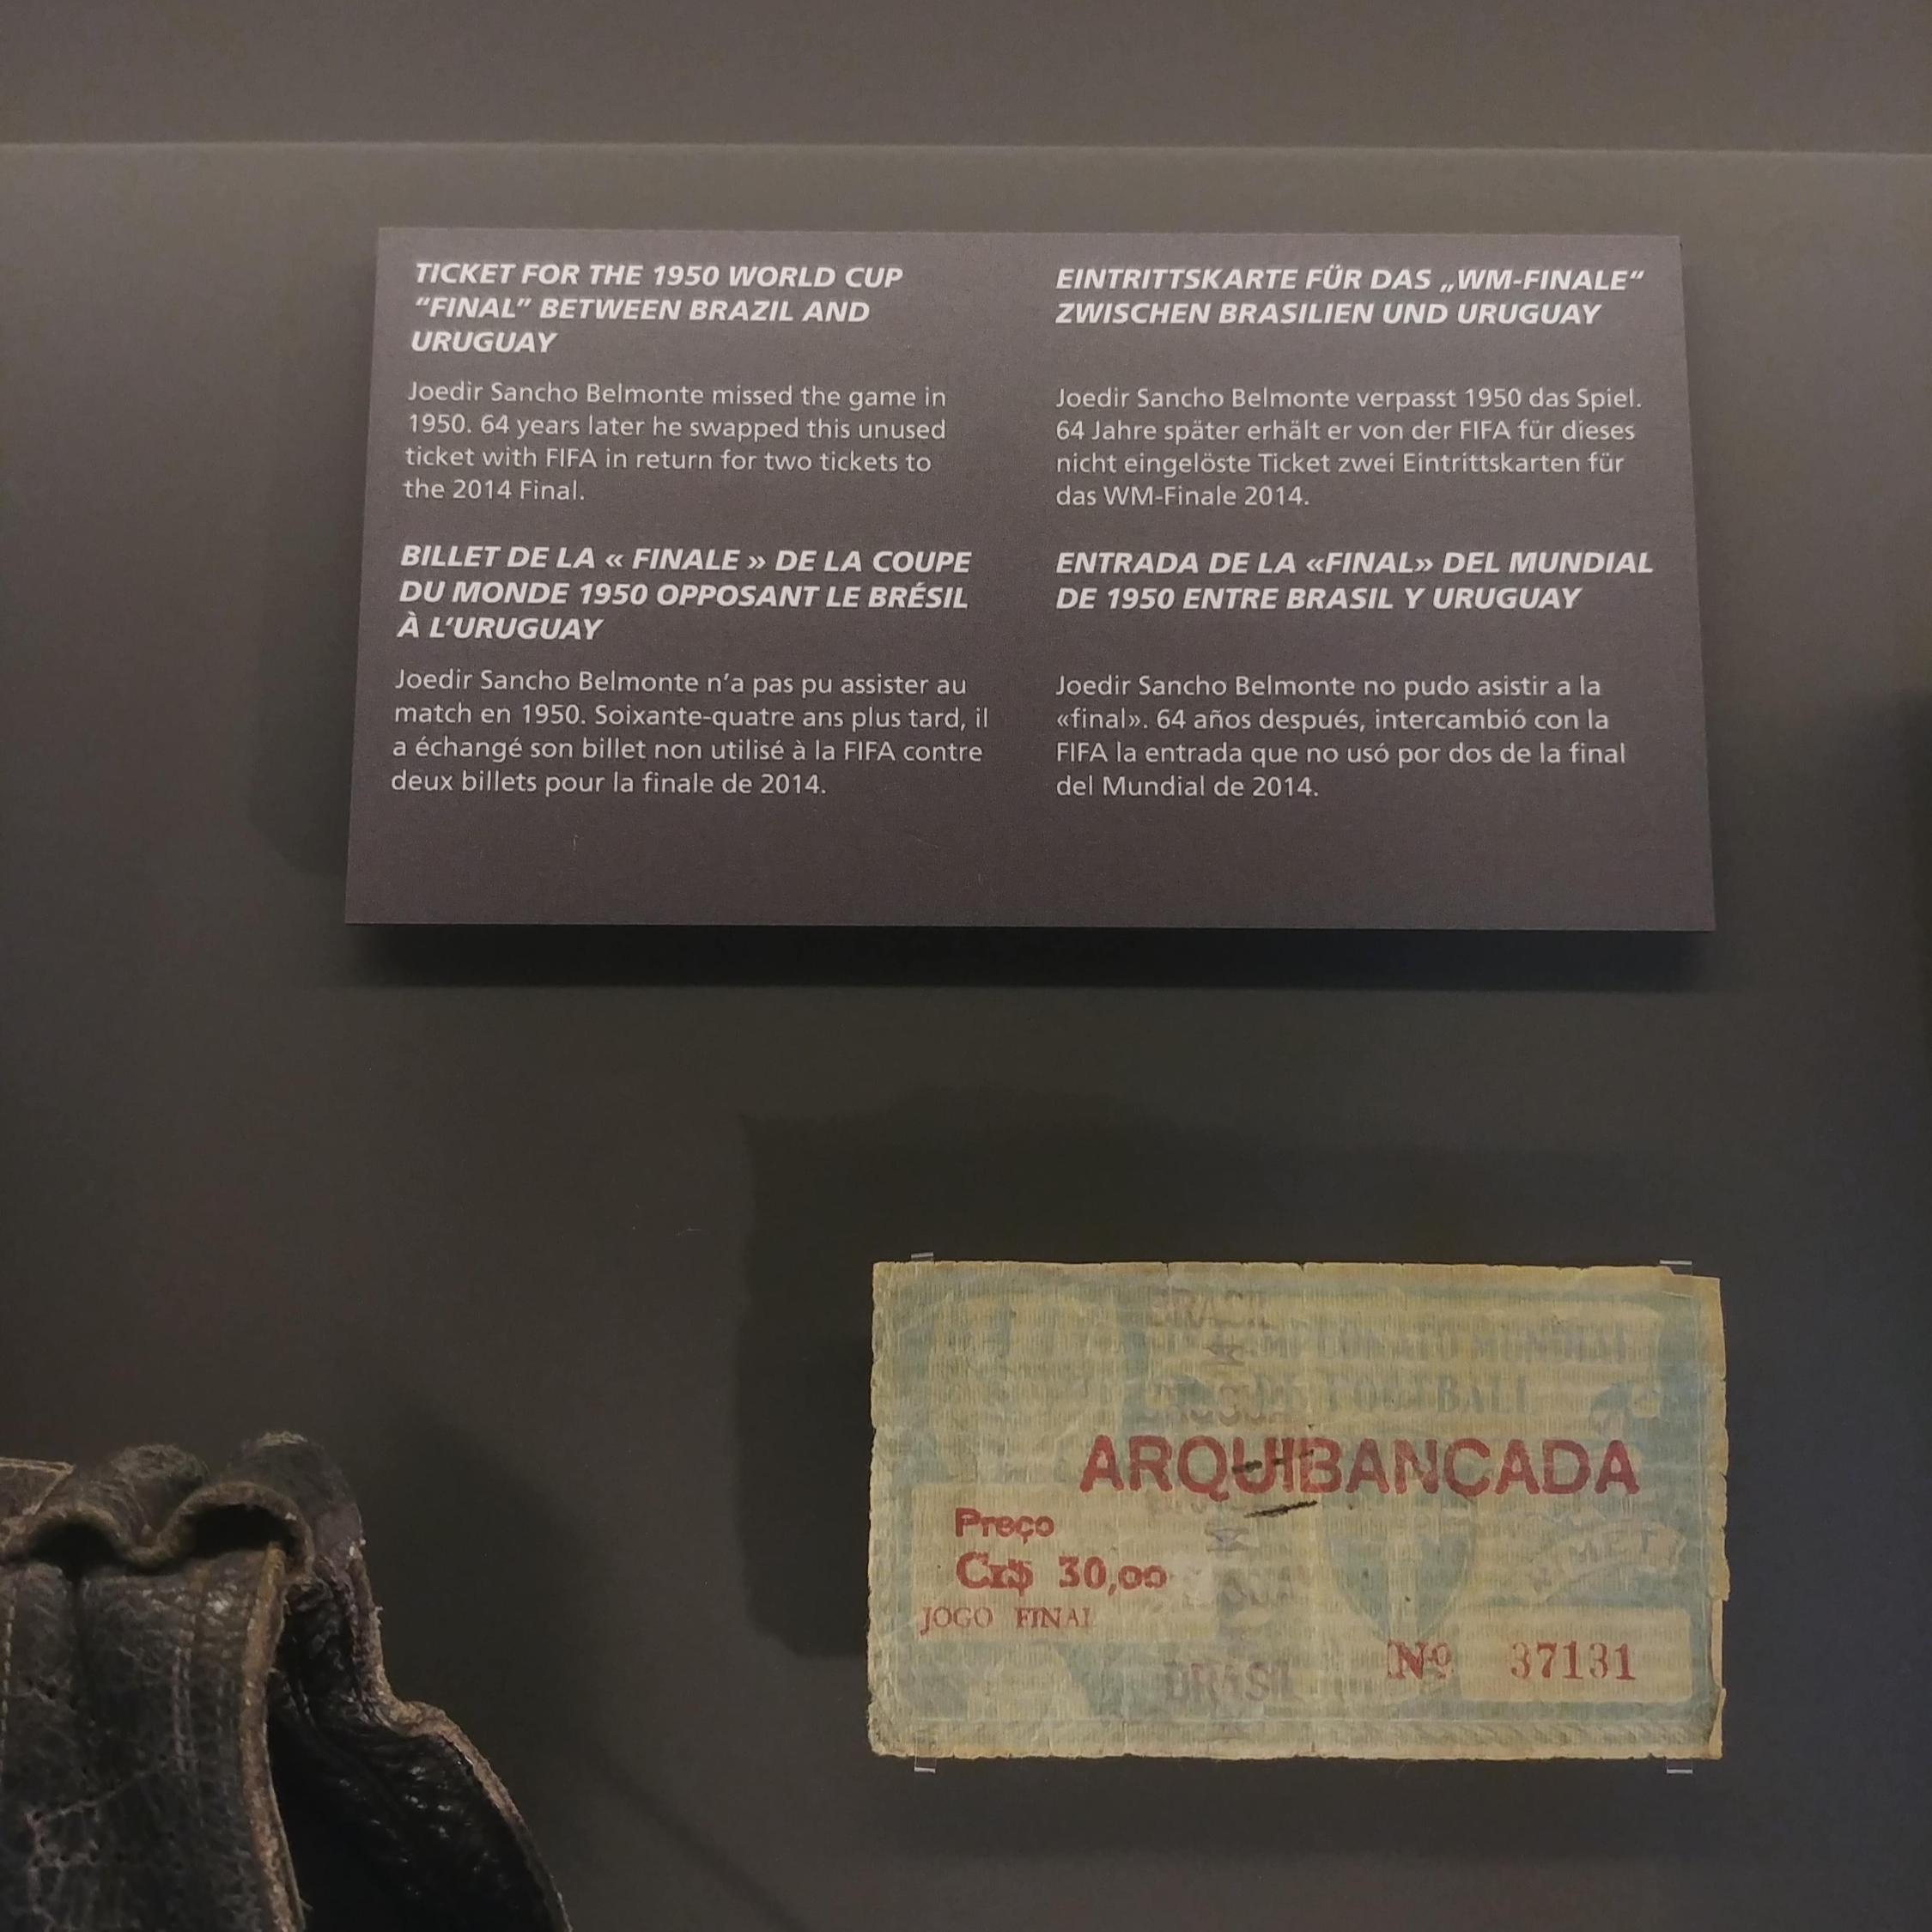 TICKET FOR THE 1950 WORLD CUP
“FINAL” BETWEEN BRAZIL AND
URUGUAY
Joedir Sancho Belmonte missed the game in
1950. 64 years later he swapped this unused
ticket with FIFA in return for two tickets to
the 2014 Final.
EINTRITTSKARTE FÜR DAS „WM-FINALE“
ZWISCHEN BRASILIEN UND URUGUAY
Joedir Sancho Belmonte verpasst 1950 das Spiel.
64 Jahre später erhält er von der FIFA für dieses
nicht eingelöste Ticket zwei Eintrittskarten für
das WM-Finale 2014.
BILLET DE LA « FINALE » DE LA COUPE
DU MONDE 1950 OPPOSANT LE BRÉSIL
À L’URUGUAY
Joedir Sancho Belmonte n’a pas pu assister au
match en 1950. Soixante-quatre ans plus tard, il
a échangé son billet non utilisé à la FIFA contre
deux billets pour la finale de 2014.
ENTRADA DE LA «FINAL» DEL MUNDIAL
DE 1950 ENTRE BRASIL Y URUGUAY
Joedir Sancho Belmonte no pudo asistir a la
«final». 64 años después, intercambió con la
FIFA la entrada que no usó por dos de la final
del Mundial de 2014.
BRASIL
MUNDIAL
DE FOOTBALL
ARQUIBANCADA
Preço
Cr$ 30,00
JOGO FINAL
BRASIL
Nº 37131